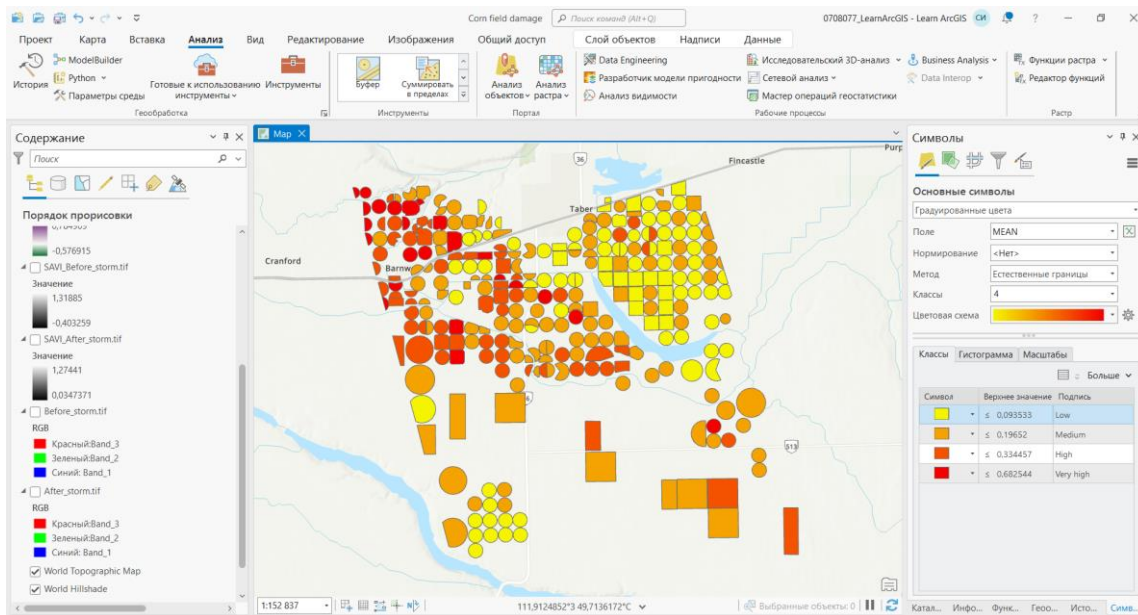 Corn field damage
Поиск команд (Alt+Q)
0708077_LearnArcGIS - Learn ArcGIS
СИ
Проект Карта Вставка Анализ Вид Редактирование Изображения Общий доступ Слой объектов Надписи Данные
История
ModelBuilder
Python
Параметры среды
Готовые к использованию инструменты
Инструменты
Геообработка
Буфер
Суммировать в пределах
Инструменты
Анализ объектов
Анализ растра
Портал
Data Engineering
Разработчик модели пригодности
Анализ видимости
Исследовательский 3D-анализ
Сетевой анализ
Мастер операций геостатистики
Business Analysis
Data Interop
Рабочие процессы
Функции растра
Редактор функций
Растр
Содержание
Поиск
Порядок прорисовки
-0,576915
SAVI_Before_storm.tif
Значение
1,31885
-0,403259
SAVI_After_storm.tif
Значение
1,27441
0,0347371
Before_storm.tif
RGB
Красный:Band_3
Зеленый:Band_2
Синий: Band_1
After_storm.tif
RGB
Красный:Band_3
Зеленый:Band_2
Синий: Band_1
World Topographic Map
World Hillshade
Map
36
Purp
Fincastle
Taber
Cranford
Barnw
513
1:152 837
111,9124852°З 49,7136172°С
Выбранные объекты: 0
Символы
Основные символы
Градуированные цвета
Поле MEAN
Нормирование <Нет>
Метод Естественные границы
Классы 4
Цветовая схема
Классы Гистограмма Масштабы
Больше
Символ Верхнее значение Подпись
≤ 0,093533 Low
≤ 0,19652 Medium
≤ 0,334457 High
≤ 0,682544 Very high
Катал... Инфо... Функ... Геоо... Исто... Симв...